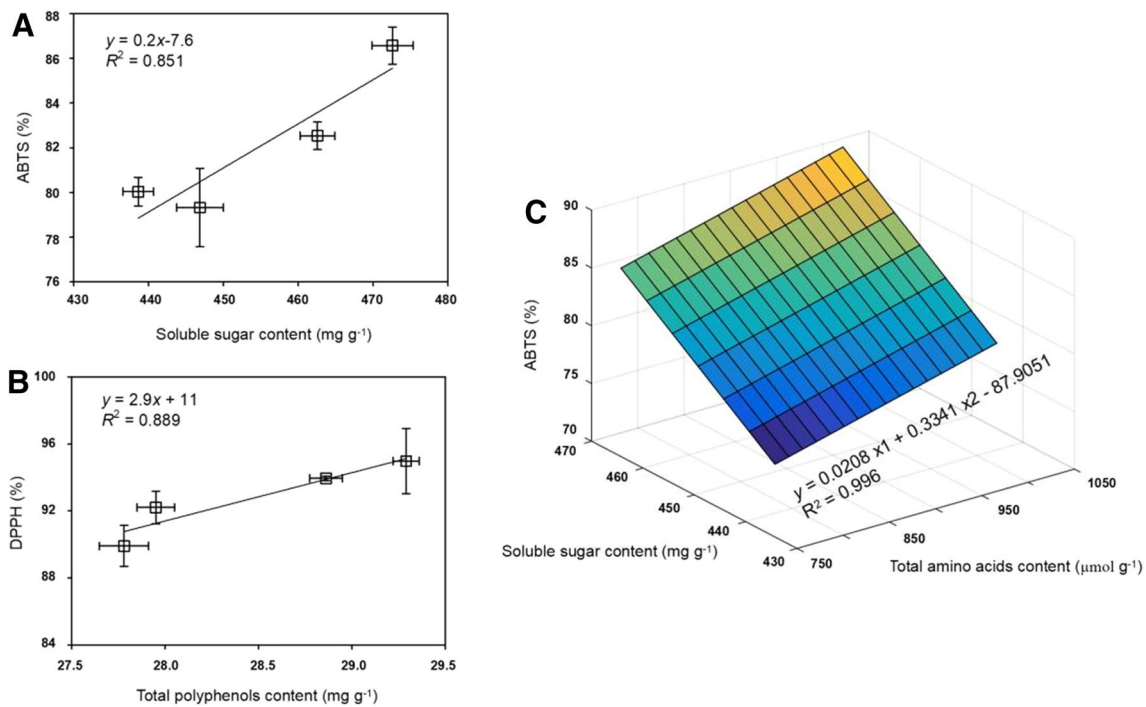 A
88
86
84
82
80
78
76
ABTS (%)
y = 0.2x-7.6
R² = 0.851
430 440 450 460 470 480
Soluble sugar content (mg g⁻¹)
B
100
96
92
88
84
DPPH (%)
y = 2.9x + 11
R² = 0.889
27.5 28.0 28.5 29.0 29.5
Total polyphenols content (mg g⁻¹)
C
90
85
80
75
70
ABTS (%)
470
460
450
440
430
Soluble sugar content (mg g⁻¹)
750
850
950
1050
Total amino acids content (μmol g⁻¹)
y = 0.0208 x1 + 0.3341 x2 - 87.9051
R² = 0.996